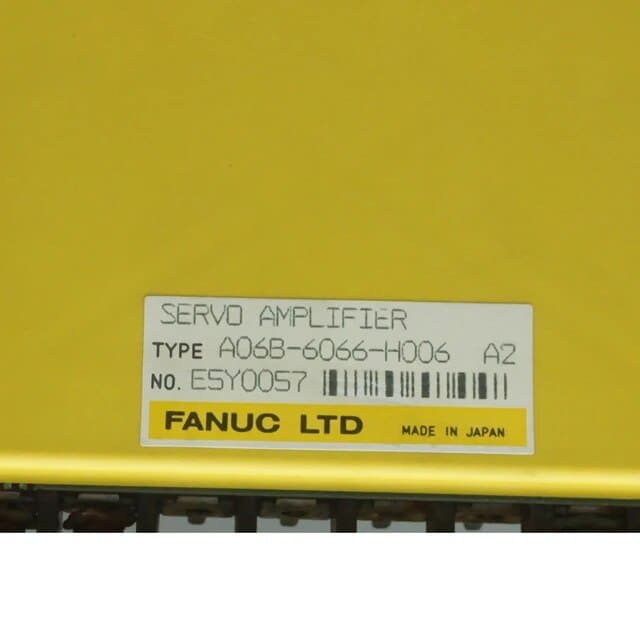 SERVO AMPLIFIER
TYPE A06B-6066-H006 A2
NO. E5Y0057
FANUC LTD MADE IN JAPAN